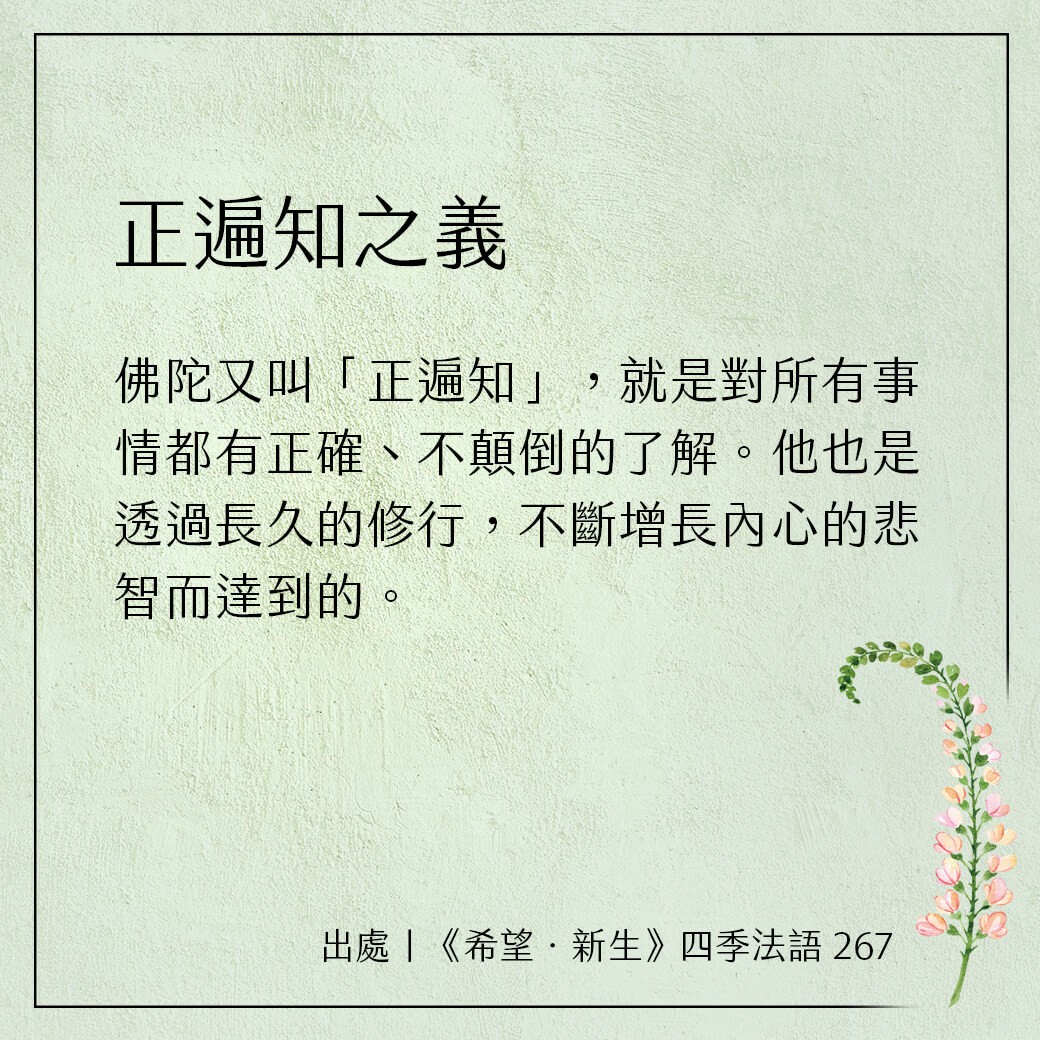 正遍知之義
佛陀又叫「正遍知」，就是對所有事
情都有正確、不顛倒的了解。他也是
透過長久的修行，不斷增長內心的悲
智而達到的。
出處｜《希望．新生》四季法語 267